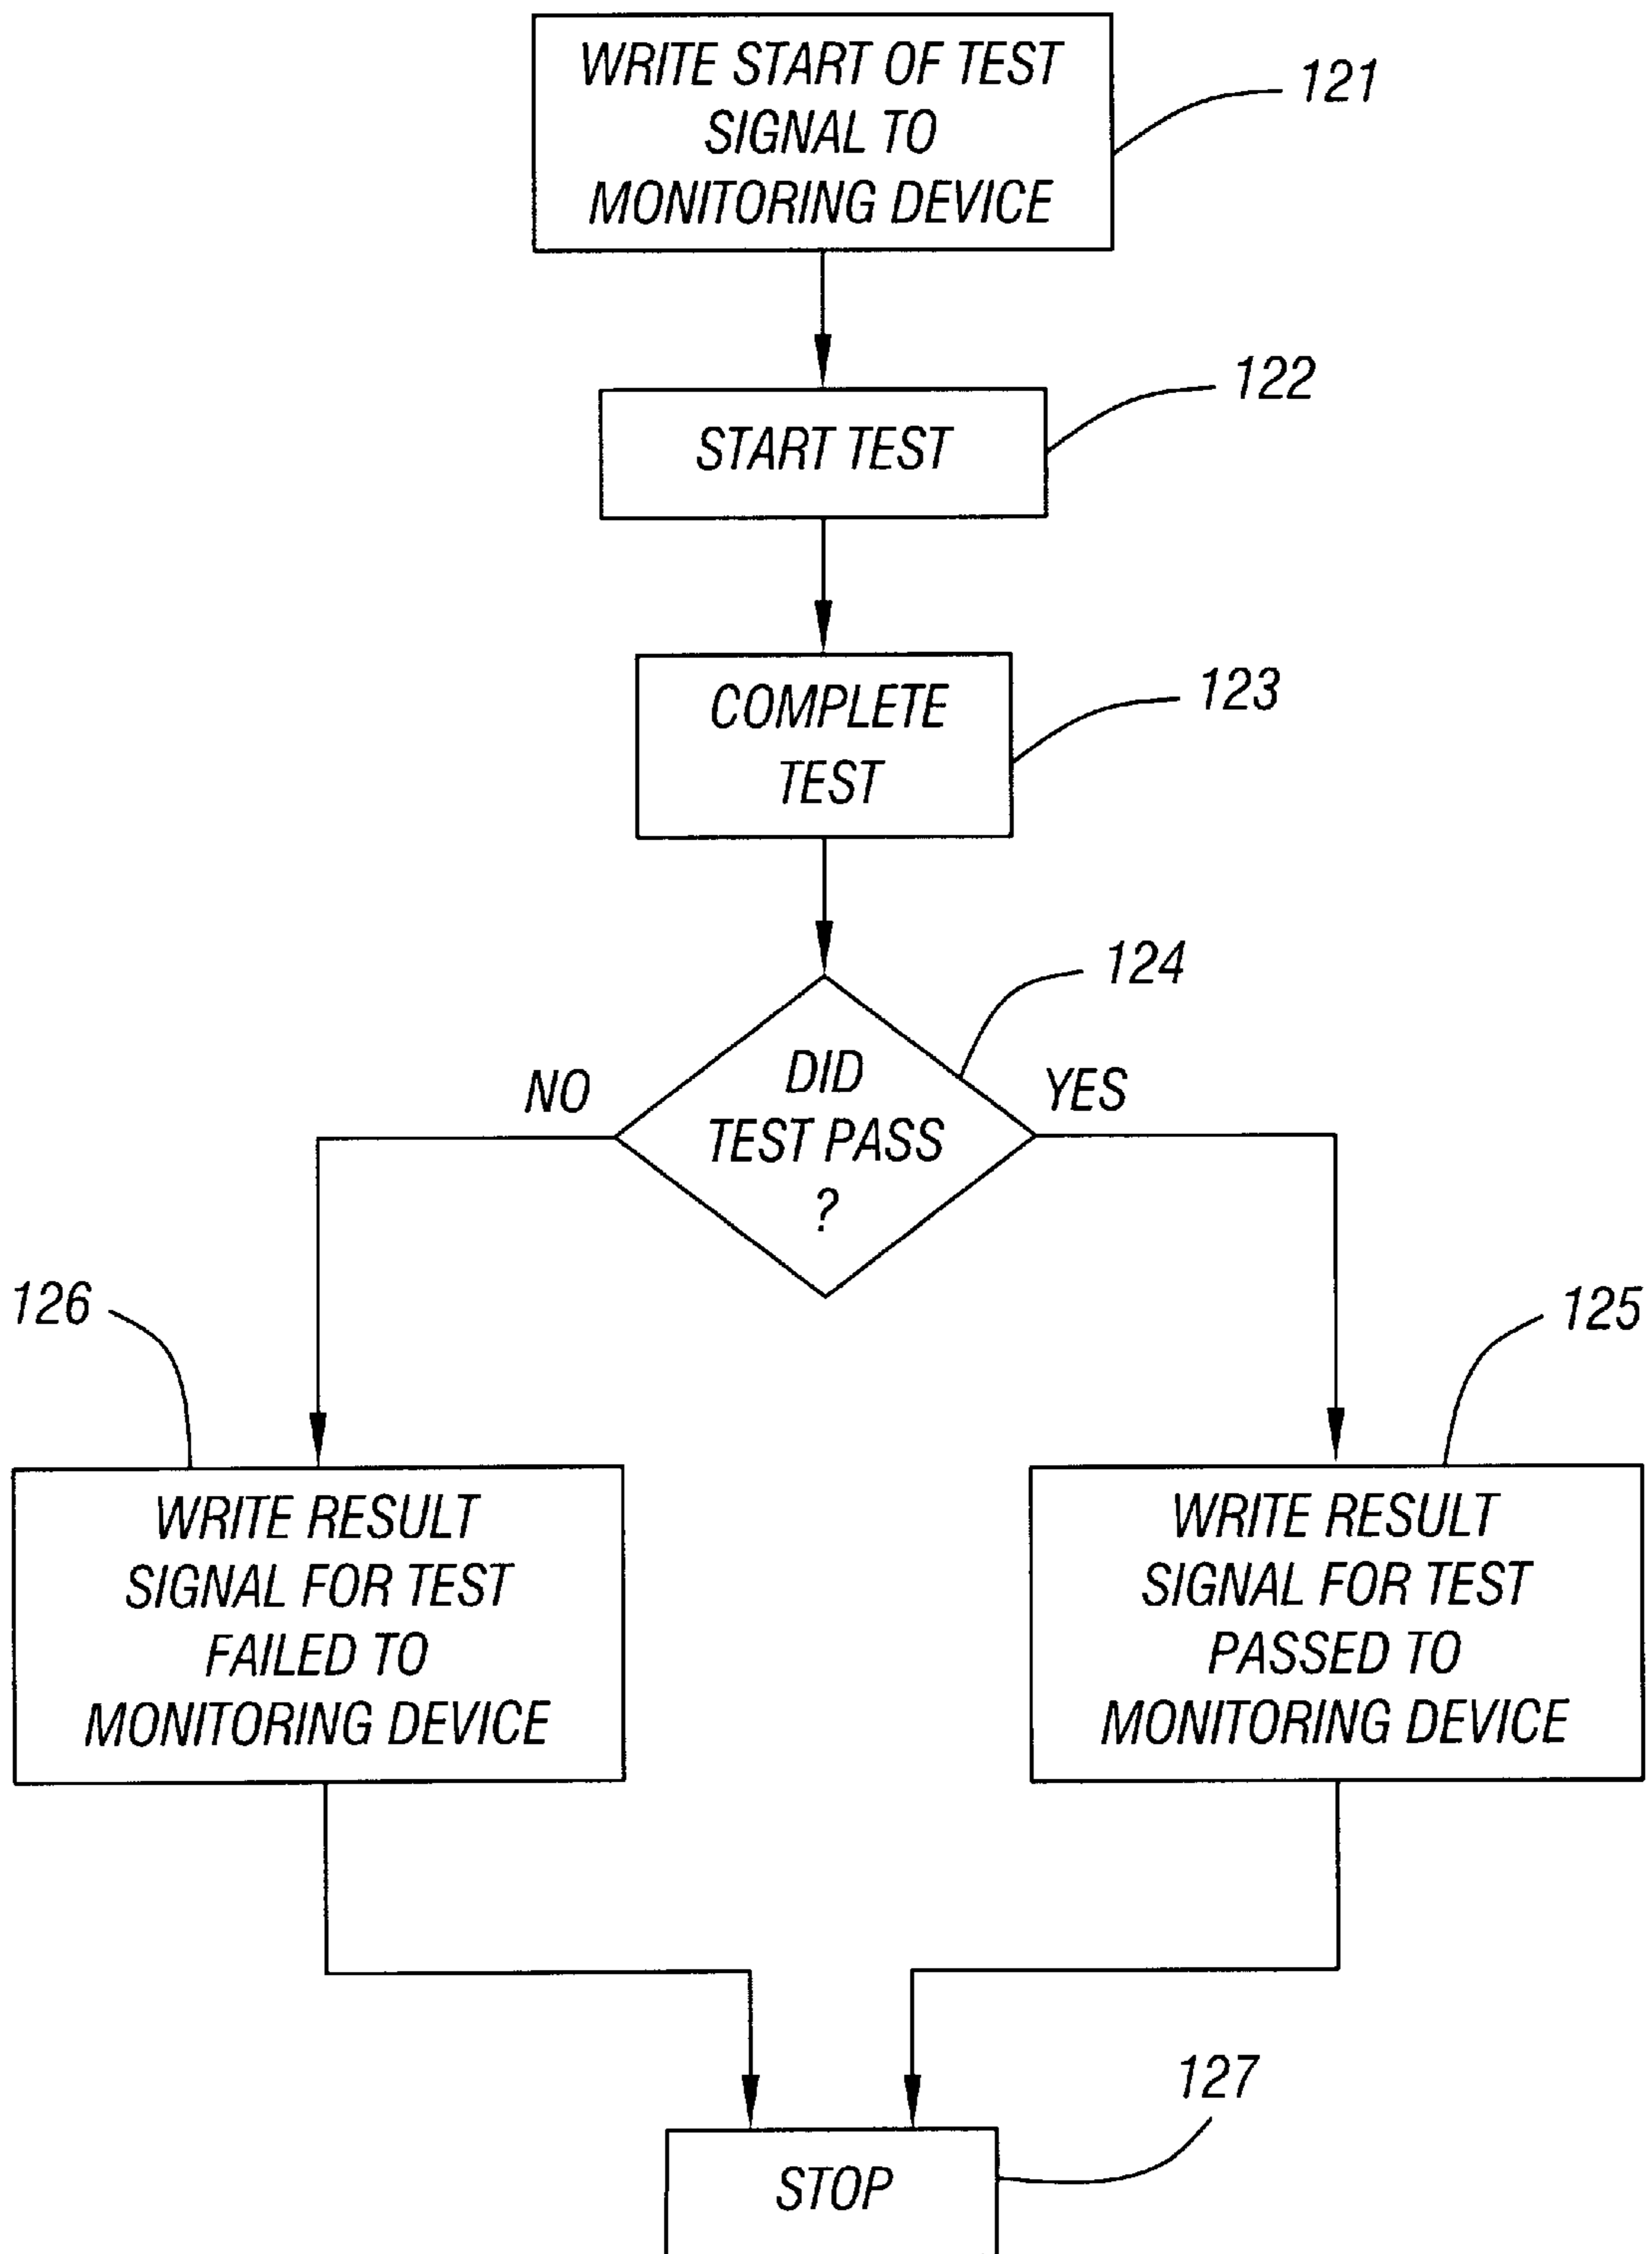 WRITE START OF TEST
SIGNAL TO
MONITORING DEVICE
121
START TEST
122
COMPLETE
TEST
123
124
DID
TEST PASS
?
NO
YES
126
125
WRITE RESULT
SIGNAL FOR TEST
FAILED TO
MONITORING DEVICE
WRITE RESULT
SIGNAL FOR TEST
PASSED TO
MONITORING DEVICE
127
STOP